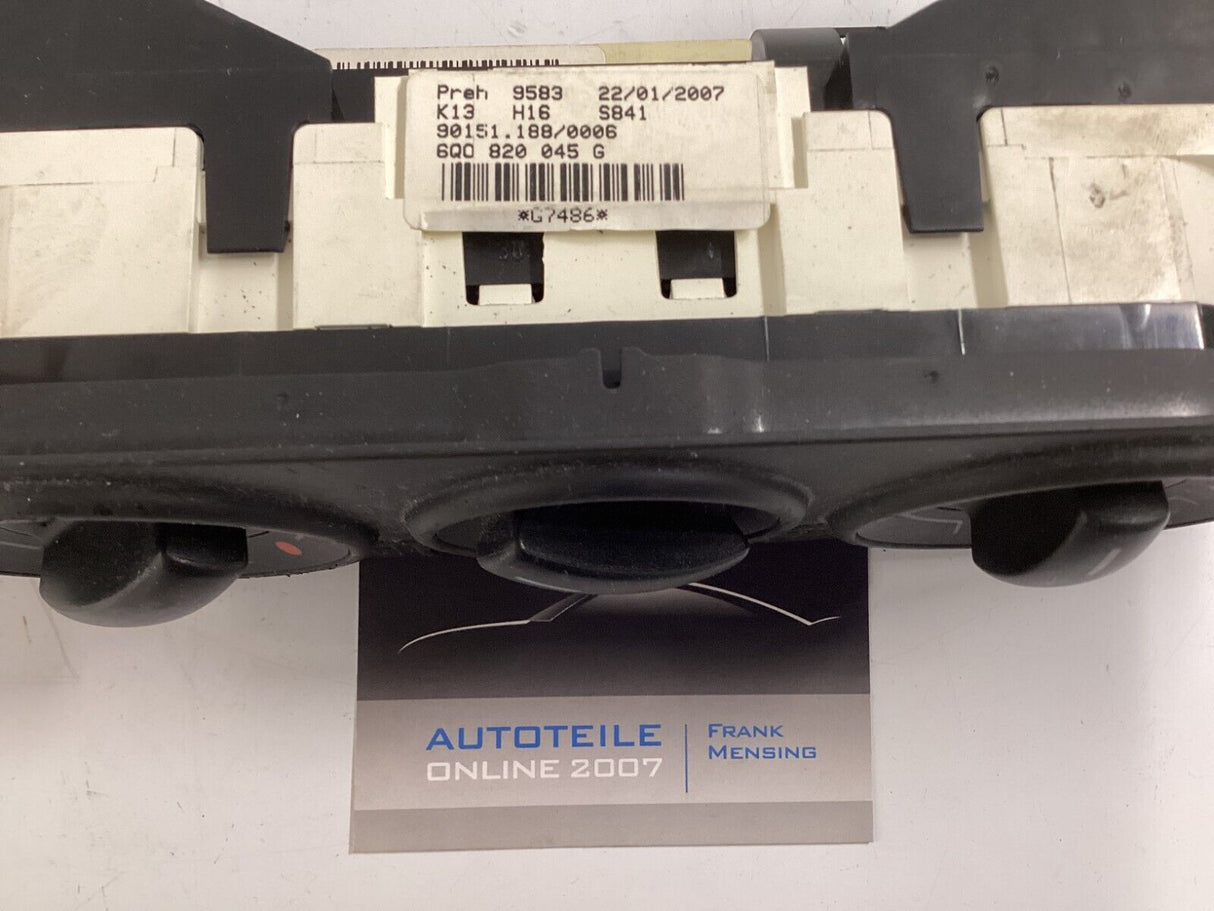 Preh 9583 22/01/2007
K13 H16 S841
90151.188/0006
6Q0 820 045 G
*G7486*
AUTOTEILE
ONLINE 2007
FRANK
MENSING